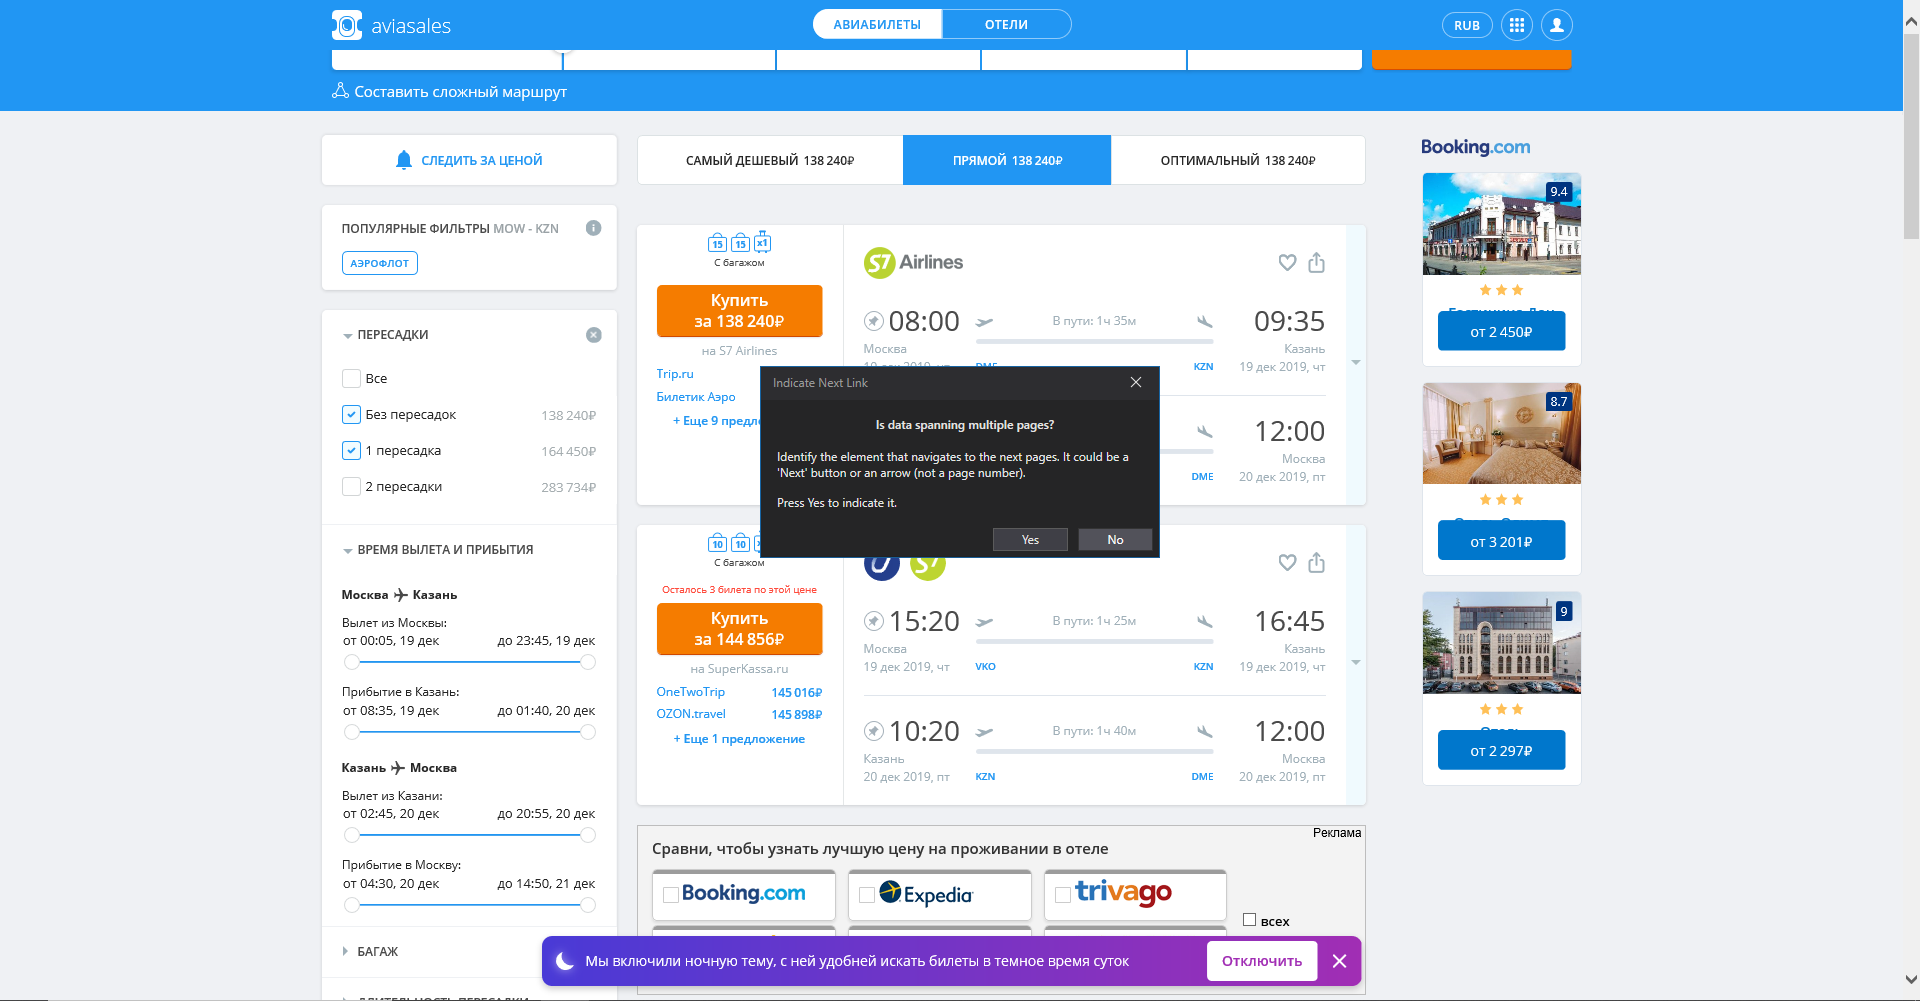 aviasales
АВИАБИЛЕТЫ
ОТЕЛИ
RUB
Составить сложный маршрут
СЛЕДИТЬ ЗА ЦЕНОЙ
ПОПУЛЯРНЫЕ ФИЛЬТРЫ MOW - KZN
АЭРОФЛОТ
ПЕРЕСАДКИ
Все
Без пересадок 138 240₽
1 пересадка 164 450₽
2 пересадки 283 734₽
ВРЕМЯ ВЫЛЕТА И ПРИБЫТИЯ
Москва Казань
Вылет из Москвы:
от 00:05, 19 дек до 23:45, 19 дек
Прибытие в Казань:
от 08:35, 19 дек до 01:40, 20 дек
Казань Москва
Вылет из Казани:
от 02:45, 20 дек до 20:55, 20 дек
Прибытие в Москву:
от 04:30, 20 дек до 14:50, 21 дек
БАГАЖ
ДЛИТЕЛЬНОСТЬ ПЕРЕСАДКИ
САМЫЙ ДЕШЕВЫЙ 138 240₽
ПРЯМОЙ 138 240₽
ОПТИМАЛЬНЫЙ 138 240₽
15 15 x1
С багажом
Купить
за 138 240₽
на S7 Airlines
Trip.ru
Билетик Аэро
+ Еще 9 предло
S7 Airlines
08:00 В пути: 1ч 35м 09:35
Москва Казань
19 дек 2019, чт DME KZN 19 дек 2019, чт
12:00
Москва
DME 20 дек 2019, пт
Indicate Next Link
Is data spanning multiple pages?
Identify the element that navigates to the next pages. It could be a
'Next' button or an arrow (not a page number).
Press Yes to indicate it.
Yes
No
10 10
С багажом
Осталось 3 билета по этой цене
Купить
за 144 856₽
на SuperKassa.ru
OneTwoTrip 145 016₽
OZON.travel 145 898₽
+ Еще 1 предложение
S7
15:20 В пути: 1ч 25м 16:45
Москва Казань
19 дек 2019, чт VKO KZN 19 дек 2019, чт
10:20 В пути: 1ч 40м 12:00
Казань Москва
20 дек 2019, пт KZN DME 20 дек 2019, пт
Реклама
Сравни, чтобы узнать лучшую цену на проживании в отеле
Booking.com
Expedia
trivago
всех
Мы включили ночную тему, с ней удобней искать билеты в темное время суток
Отключить
Booking.com
9.4
от 2 450₽
8.7
от 3 201₽
9
от 2 297₽